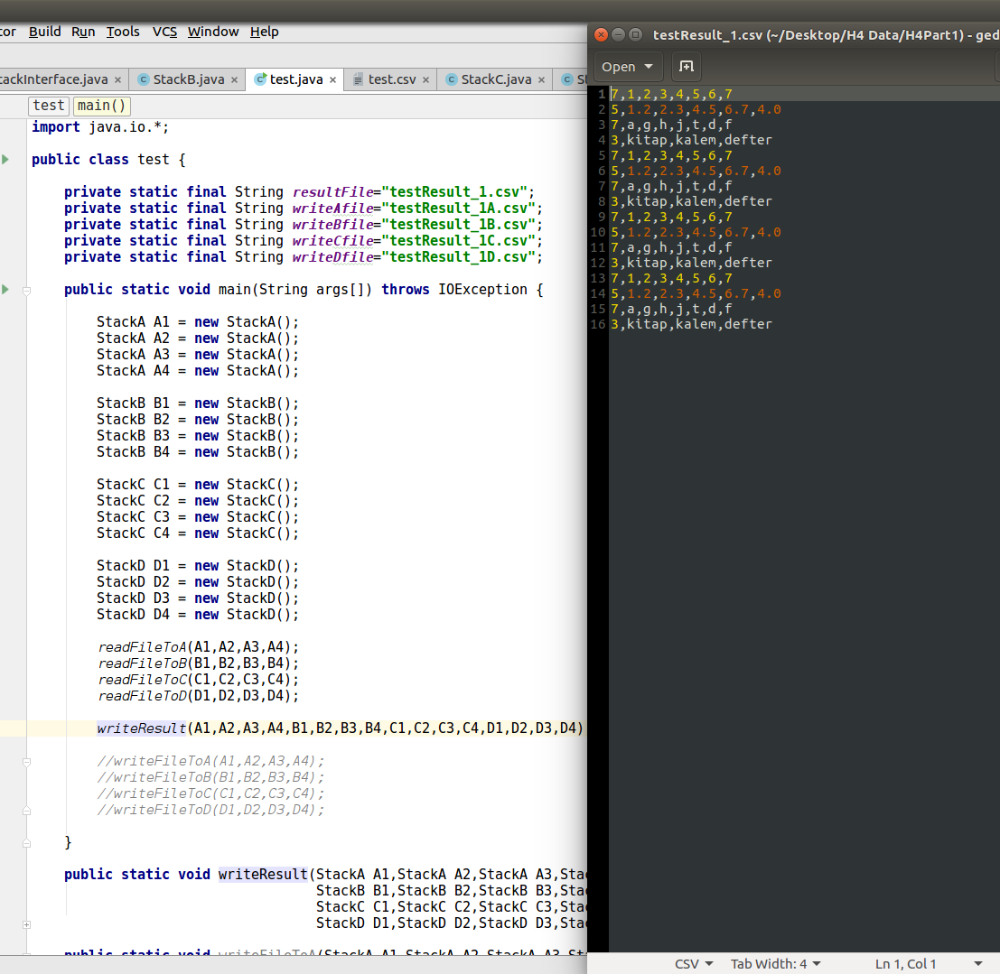 tor Build Run Tools VCS Window Help
tackInterface.java × StackB.java × test.java × test.csv × StackC.java ×
test main()
import java.io.*;
public class test {
private static final String resultFile="testResult_1.csv";
private static final String writeAfile="testResult_1A.csv";
private static final String writeBfile="testResult_1B.csv";
private static final String writeCfile="testResult_1C.csv";
private static final String writeDfile="testResult_1D.csv";
public static void main(String args[]) throws IOException {
StackA A1 = new StackA();
StackA A2 = new StackA();
StackA A3 = new StackA();
StackA A4 = new StackA();
StackB B1 = new StackB();
StackB B2 = new StackB();
StackB B3 = new StackB();
StackB B4 = new StackB();
StackC C1 = new StackC();
StackC C2 = new StackC();
StackC C3 = new StackC();
StackC C4 = new StackC();
StackD D1 = new StackD();
StackD D2 = new StackD();
StackD D3 = new StackD();
StackD D4 = new StackD();
readFileToA(A1,A2,A3,A4);
readFileToB(B1,B2,B3,B4);
readFileToC(C1,C2,C3,C4);
readFileToD(D1,D2,D3,D4);
writeResult(A1,A2,A3,A4,B1,B2,B3,B4,C1,C2,C3,C4,D1,D2,D3,D4)
//writeFileToA(A1,A2,A3,A4);
//writeFileToB(B1,B2,B3,B4);
//writeFileToC(C1,C2,C3,C4);
//writeFileToD(D1,D2,D3,D4);
}
public static void writeResult(StackA A1,StackA A2,StackA A3,Sta
StackB B1,StackB B2,StackB B3,Sta
StackC C1,StackC C2,StackC C3,Sta
StackD D1,StackD D2,StackD D3,Sta
public static void writeFileToA(StackA A1,StackA A2,StackA A3,St
testResult_1.csv (~/Desktop/H4 Data/H4Part1) - ged
Open
1 7,1,2,3,4,5,6,7
2 5,1.2,2.3,4.5,6.7,4.0
3 7,a,g,h,j,t,d,f
4 3,kitap,kalem,defter
5 7,1,2,3,4,5,6,7
6 5,1.2,2.3,4.5,6.7,4.0
7 7,a,g,h,j,t,d,f
8 3,kitap,kalem,defter
9 7,1,2,3,4,5,6,7
10 5,1.2,2.3,4.5,6.7,4.0
11 7,a,g,h,j,t,d,f
12 3,kitap,kalem,defter
13 7,1,2,3,4,5,6,7
14 5,1.2,2.3,4.5,6.7,4.0
15 7,a,g,h,j,t,d,f
16 3,kitap,kalem,defter
CSV Tab Width: 4 Ln 1, Col 1